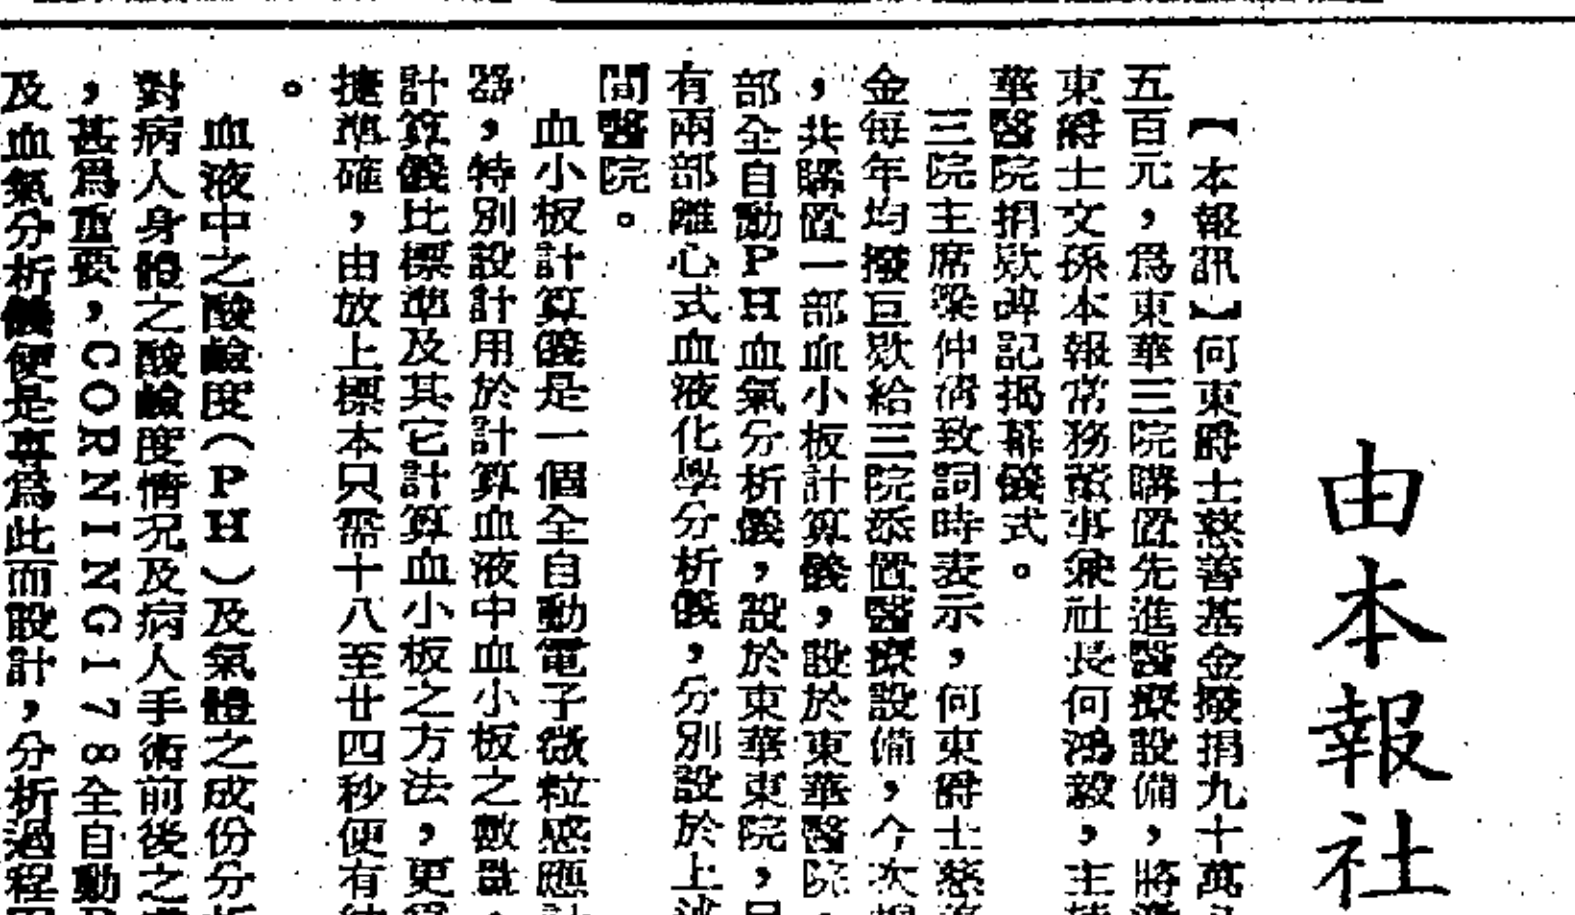 由本報社
【本報訊】何東爵士慈善基金撥捐九十萬
五百元，爲東華三院購置先進醫療設備，將
東爵士文孫本報常務董事兼社長何鴻毅，主
華醫院捐欵碑記揭幕儀式。
三院主席梁仲清致詞時表示，何東爵士慈
金每年均撥巨欵給三院添置醫療設備，今次
，共購置一部血小板計算儀，設於東華醫院，
部全自動PH血氣分析儀，設於東華東院，
有兩部離心式血液化學分析儀，分別設於上
間醫院。
血小板計算儀是一個全自動電子微粒感應
器，特別設計用於計算血液中血小板之數量，
計算儀比標準及其它計算血小板之方法，更
捷準確，由放上標本只需十八至廿四秒便有
。
血液中之酸鹼度（PH）及氣體之成份分
對病人身體之酸鹼度情况及病人手術前後之
，甚爲重要，CORNING178全自動
及血氣分析儀便是專爲此而設計，分析過程